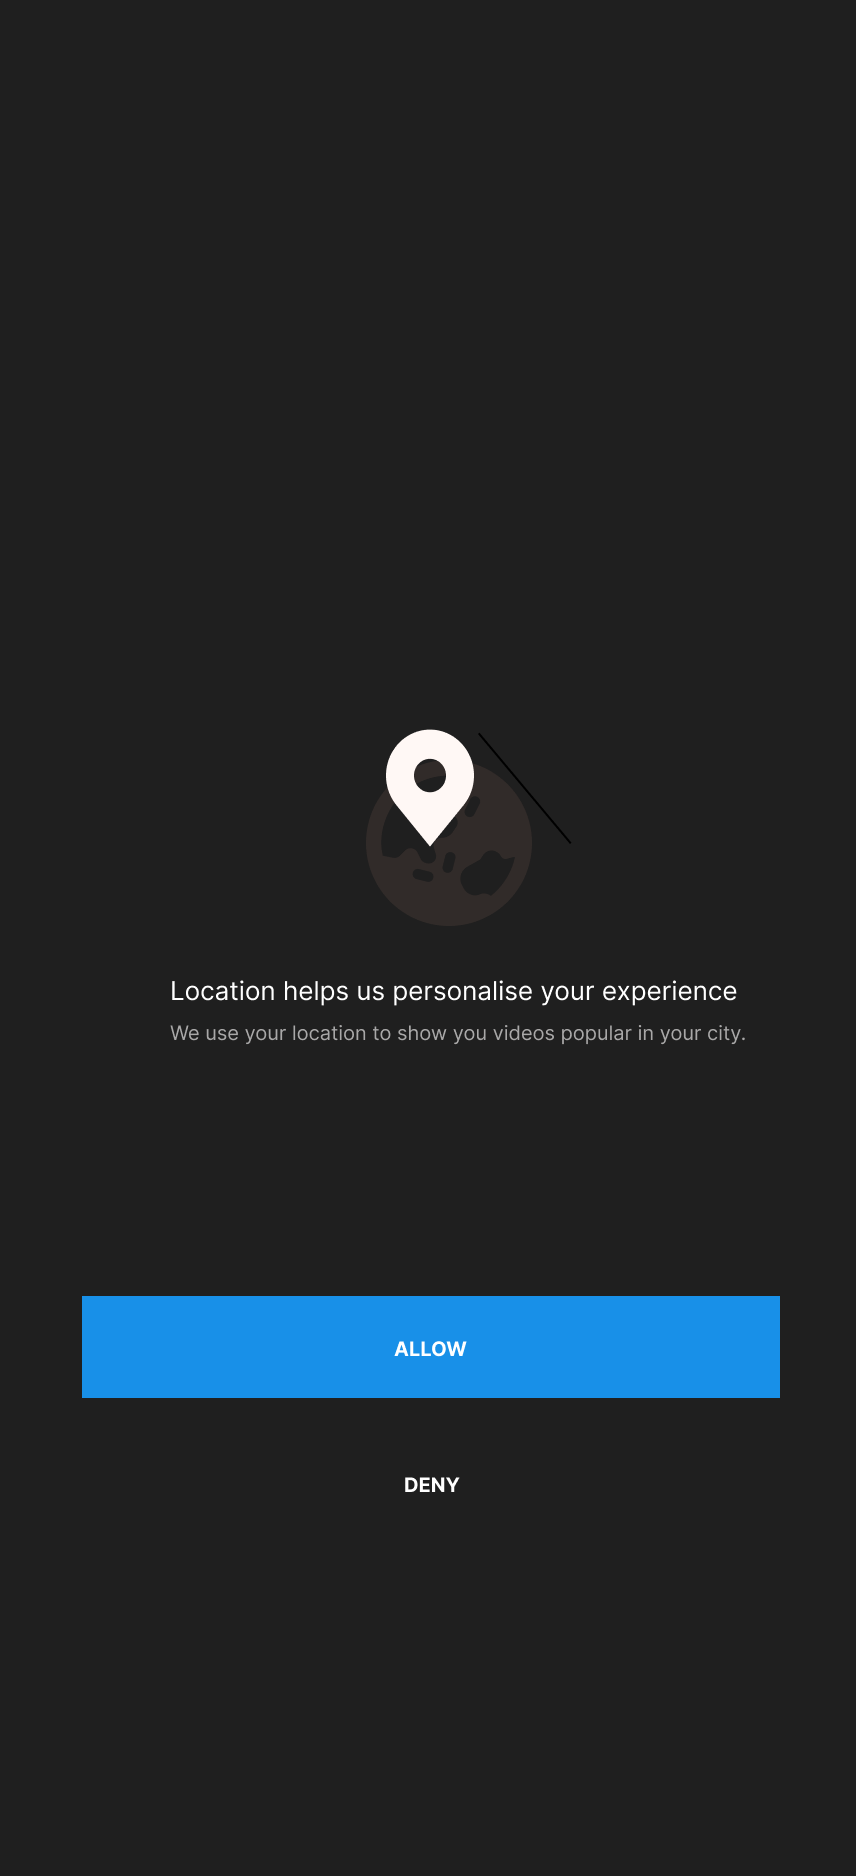 Location helps us personalise your experience
We use your location to show you videos popular in your city.
ALLOW
DENY